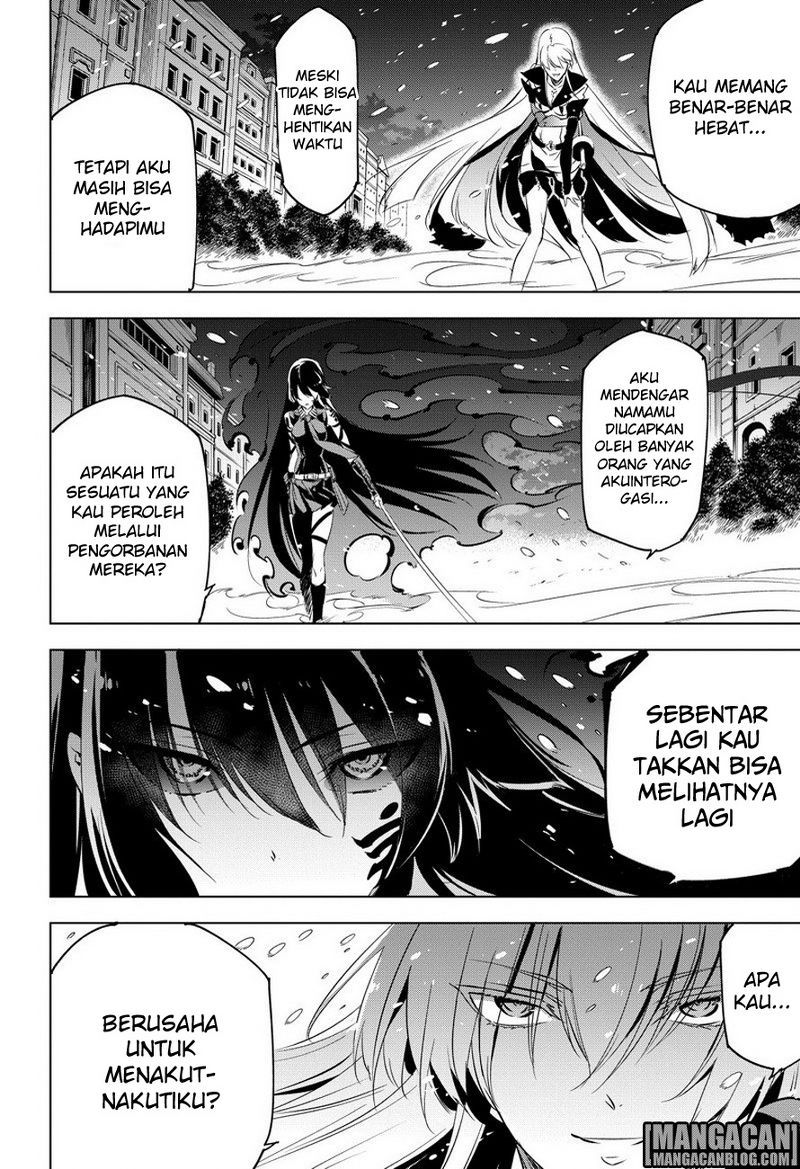 KAU MEMANG
BENAR-BENAR
HEBAT...
MESKI
TIDAK BISA
MENG-
HENTIKAN
WAKTU
TETAPI AKU
MASIH BISA
MENG-
HADAPIMU
AKU
MENDENGAR
NAMAMU
DIUCAPKAN
OLEH BANYAK
ORANG YANG
AKUINTERO-
GASI...
APAKAH ITU
SESUATU YANG
KAU PEROLEH
MELALUI
PENGORBANAN
MEREKA?
SEBENTAR
LAGI KAU
TAKKAN BISA
MELIHATNYA
LAGI
APA
KAU...
BERUSAHA
UNTUK
MENAKUT-
NAKUTIKU?
[MANGACAN]
MANGACANBLOG.COM